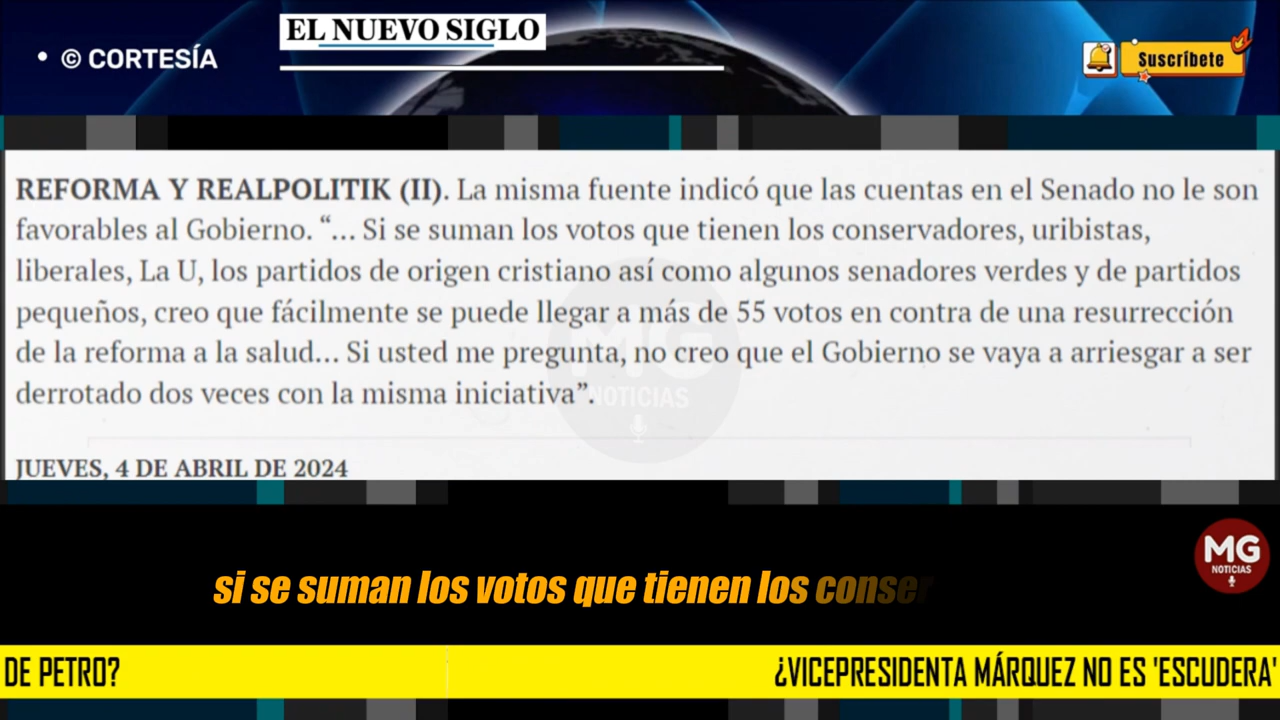 • © CORTESÍA
EL NUEVO SIGLO
Suscríbete
REFORMA Y REALPOLITIK (II). La misma fuente indicó que las cuentas en el Senado no le son
favorables al Gobierno. “... Si se suman los votos que tienen los conservadores, uribistas,
liberales, La U, los partidos de origen cristiano así como algunos senadores verdes y de partidos
pequeños, creo que fácilmente se puede llegar a más de 55 votos en contra de una resurrección
de la reforma a la salud... Si usted me pregunta, no creo que el Gobierno se vaya a arriesgar a ser
derrotado dos veces con la misma iniciativa”.
MG
NOTICIAS
JUEVES, 4 DE ABRIL DE 2024
MG
NOTICIAS
si se suman los votos que tienen los conser
DE PETRO?
¿VICEPRESIDENTA MÁRQUEZ NO ES 'ESCUDERA'